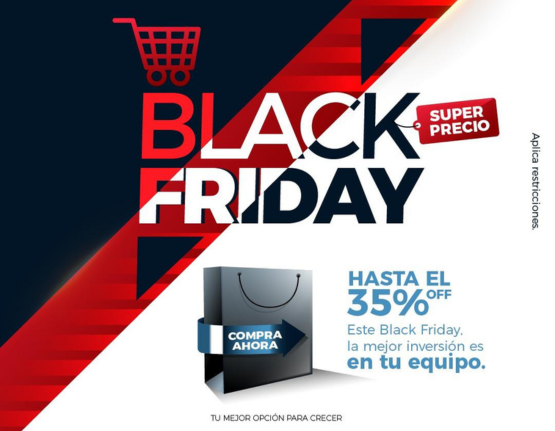 BLACK
FRIDAY
SUPER
PRECIO
Aplica restricciones.
HASTA EL
35% OFF
Este Black Friday,
la mejor inversión es
en tu equipo.
COMPRA
AHORA
TU MEJOR OPCIÓN PARA CRECER